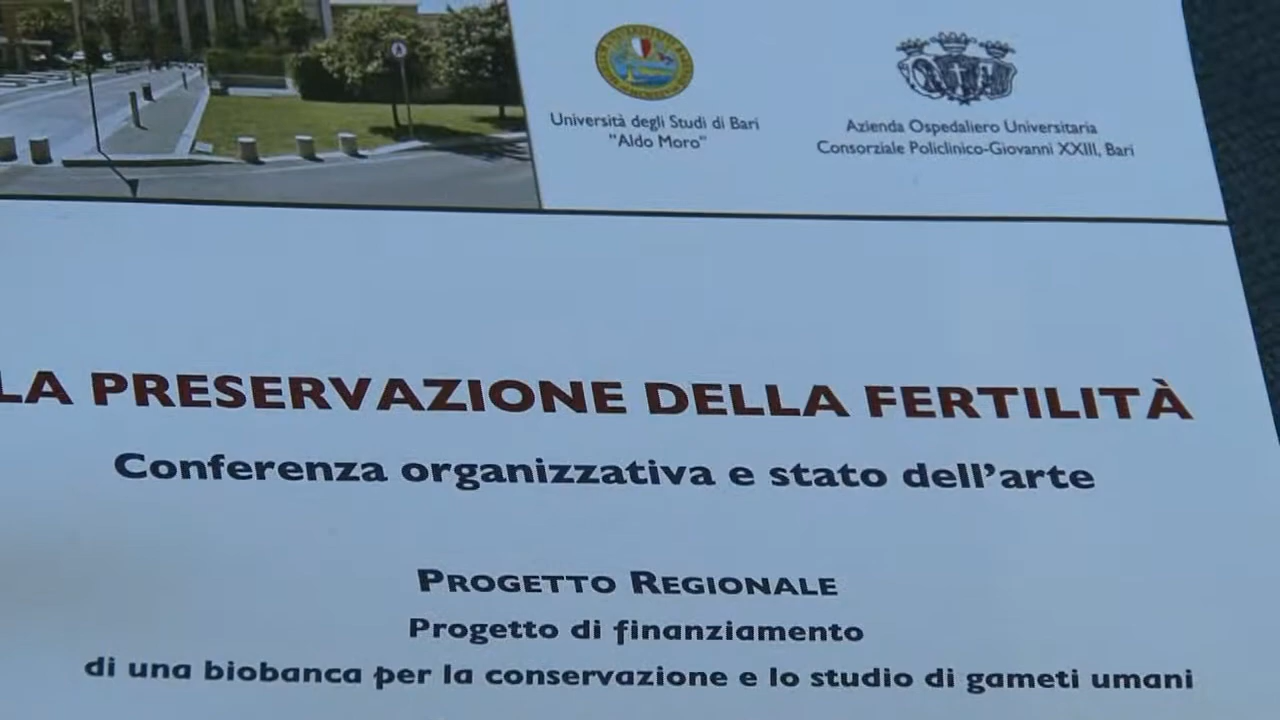 Università degli Studi di Bari
"Aldo Moro"
Azienda Ospedaliero Universitaria
Consorziale Policlinico-Giovanni XXIII, Bari
LA PRESERVAZIONE DELLA FERTILITÀ
Conferenza organizzativa e stato dell'arte
PROGETTO REGIONALE
Progetto di finanziamento
di una biobanca per la conservazione e lo studio di gameti umani